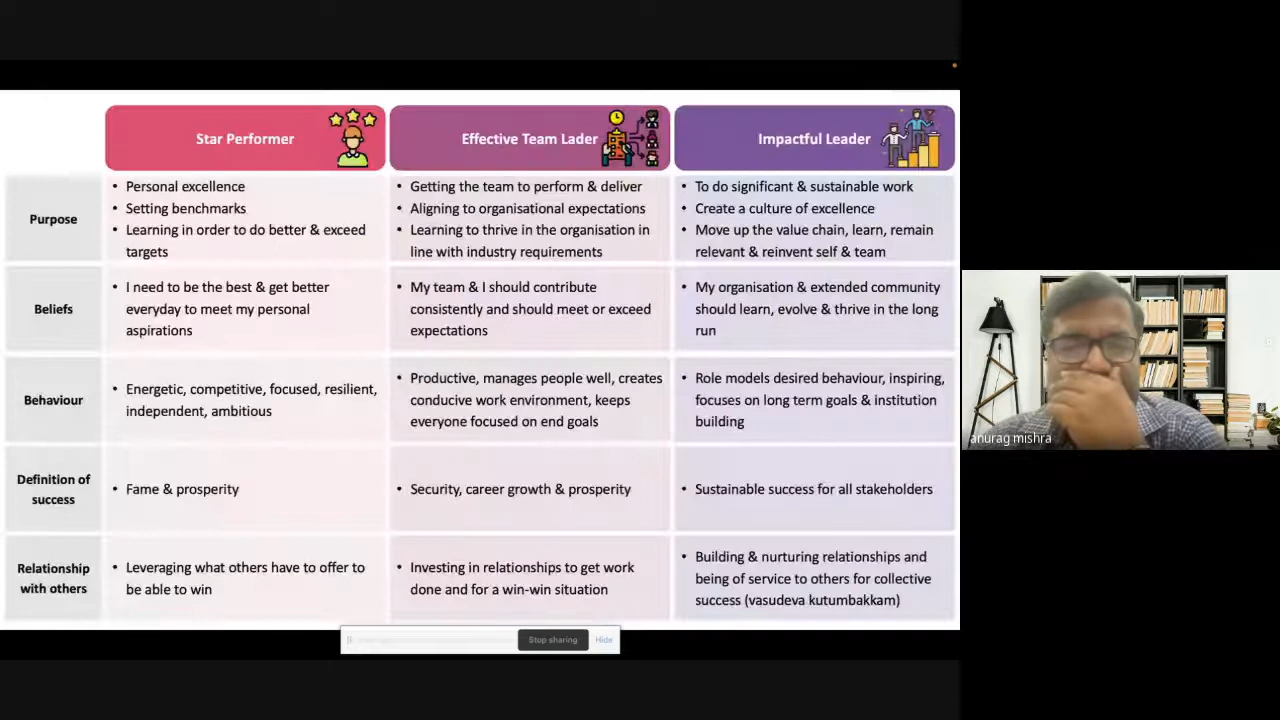 Star Performer
Effective Team Lader
Impactful Leader
Purpose
• Personal excellence
• Setting benchmarks
• Learning in order to do better & exceed
targets
• Getting the team to perform & deliver
• Aligning to organisational expectations
• Learning to thrive in the organisation in
line with industry requirements
• To do significant & sustainable work
• Create a culture of excellence
• Move up the value chain, learn, remain
relevant & reinvent self & team
Beliefs
• I need to be the best & get better
everyday to meet my personal
aspirations
• My team & I should contribute
consistently and should meet or exceed
expectations
• My organisation & extended community
should learn, evolve & thrive in the long
run
Behaviour
• Energetic, competitive, focused, resilient,
independent, ambitious
• Productive, manages people well, creates
conducive work environment, keeps
everyone focused on end goals
• Role models desired behaviour, inspiring,
focuses on long term goals & institution
building
Definition of
success
• Fame & prosperity
• Security, career growth & prosperity
• Sustainable success for all stakeholders
Relationship
with others
• Leveraging what others have to offer to
be able to win
• Investing in relationships to get work
done and for a win-win situation
• Building & nurturing relationships and
being of service to others for collective
success (vasudeva kutumbakkam)
Stop sharing
Hide
anurag mishra